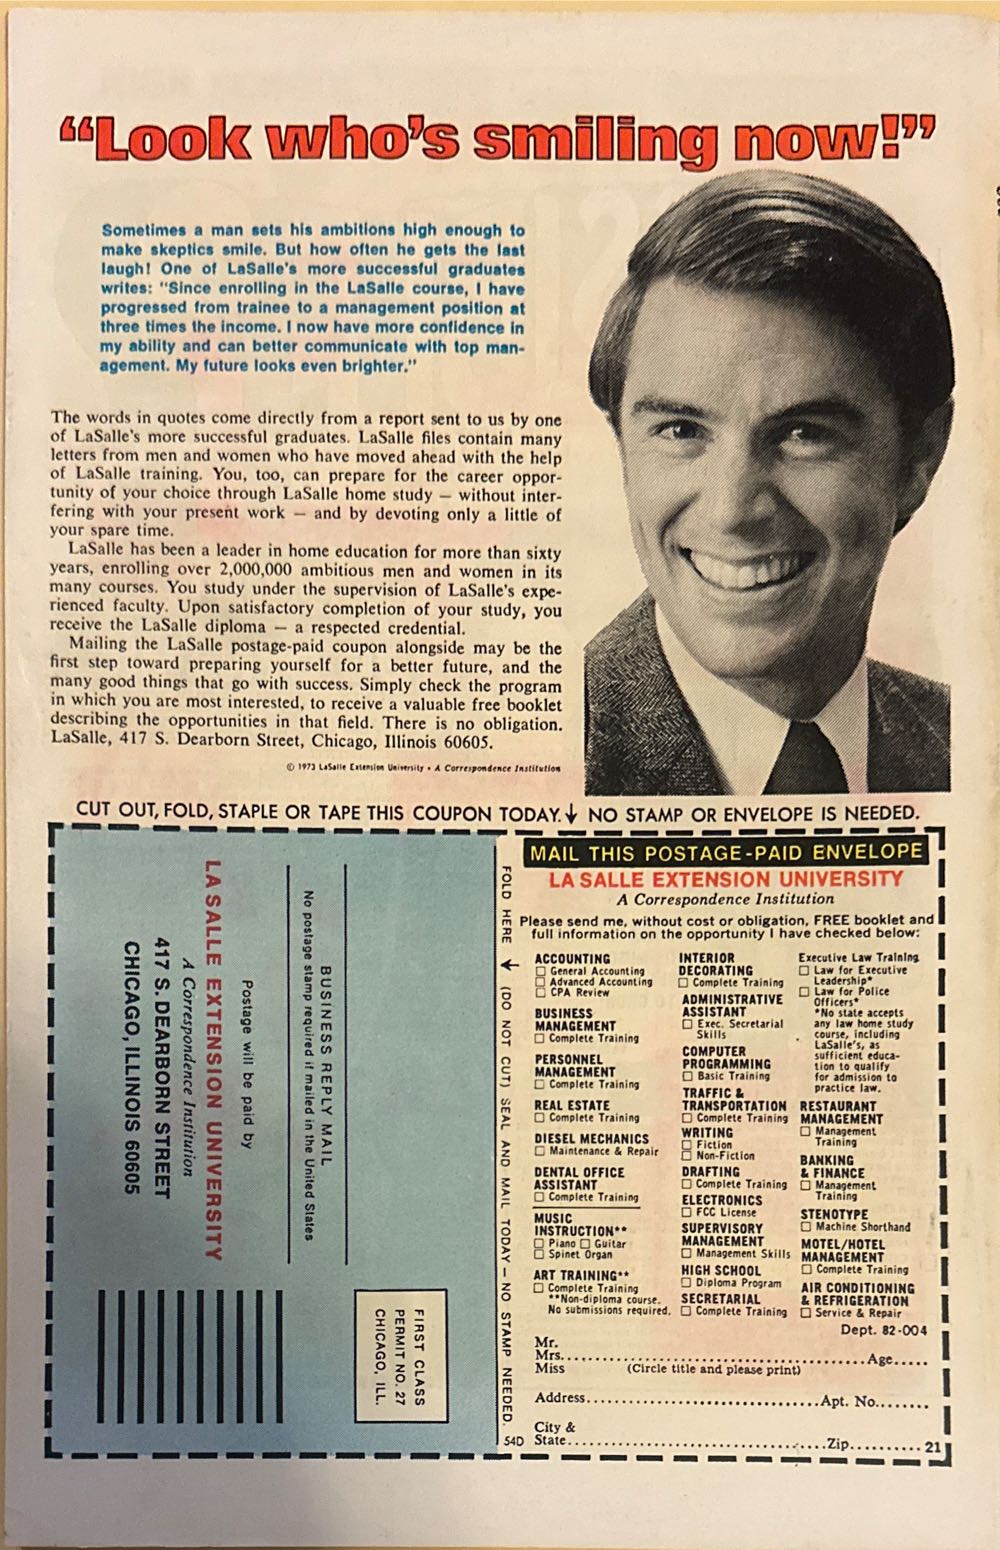 “Look who’s smiling now!”
Sometimes a man sets his ambitions high enough to
make skeptics smile. But how often he gets the last
laugh! One of LaSalle's more successful graduates
writes: "Since enrolling in the LaSalle course, I have
progressed from trainee to a management position at
three times the income. I now have more confidence in
my ability and can better communicate with top man-
agement. My future looks even brighter."
The words in quotes come directly from a report sent to us by one
of LaSalle's more successful graduates. LaSalle files contain many
letters from men and women who have moved ahead with the help
of LaSalle training. You, too, can prepare for the career oppor-
tunity of your choice through LaSalle home study — without inter-
fering with your present work — and by devoting only a little of
your spare time.
LaSalle has been a leader in home education for more than sixty
years, enrolling over 2,000,000 ambitious men and women in its
many courses. You study under the supervision of LaSalle's expe-
rienced faculty. Upon satisfactory completion of your study, you
receive the LaSalle diploma — a respected credential.
Mailing the LaSalle postage-paid coupon alongside may be the
first step toward preparing yourself for a better future, and the
many good things that go with success. Simply check the program
in which you are most interested, to receive a valuable free booklet
describing the opportunities in that field. There is no obligation.
LaSalle, 417 S. Dearborn Street, Chicago, Illinois 60605.
© 1973 LaSalle Extension University • A Correspondence Institution
CUT OUT, FOLD, STAPLE OR TAPE THIS COUPON TODAY.↓ NO STAMP OR ENVELOPE IS NEEDED.
FIRST CLASS
PERMIT NO. 27
CHICAGO, ILL.
BUSINESS REPLY MAIL
No postage stamp required if mailed in the United States
Postage will be paid by
LA SALLE EXTENSION UNIVERSITY
A Correspondence Institution
417 S. DEARBORN STREET
CHICAGO, ILLINOIS 60605
FOLD HERE ↓ (DO NOT CUT) SEAL AND MAIL TODAY — NO STAMP NEEDED.
54D
MAIL THIS POSTAGE-PAID ENVELOPE
LA SALLE EXTENSION UNIVERSITY
A Correspondence Institution
Please send me, without cost or obligation, FREE booklet and
full information on the opportunity I have checked below:
ACCOUNTING
☐ General Accounting
☐ Advanced Accounting
☐ CPA Review
BUSINESS
MANAGEMENT
☐ Complete Training
PERSONNEL
MANAGEMENT
☐ Complete Training
REAL ESTATE
☐ Complete Training
DIESEL MECHANICS
☐ Maintenance & Repair
DENTAL OFFICE
ASSISTANT
☐ Complete Training
MUSIC
INSTRUCTION**
☐ Piano ☐ Guitar
☐ Spinet Organ
ART TRAINING**
☐ Complete Training
**Non-diploma course.
No submissions required.
INTERIOR
DECORATING
☐ Complete Training
ADMINISTRATIVE
ASSISTANT
☐ Exec. Secretarial
Skills
COMPUTER
PROGRAMMING
☐ Basic Training
TRAFFIC &
TRANSPORTATION
☐ Complete Training
WRITING
☐ Fiction
☐ Non-Fiction
DRAFTING
☐ Complete Training
ELECTRONICS
☐ FCC License
SUPERVISORY
MANAGEMENT
☐ Management Skills
HIGH SCHOOL
☐ Diploma Program
SECRETARIAL
☐ Complete Training
Executive Law Training
☐ Law for Executive
Leadership*
☐ Law for Police
Officers*
*No state accepts
any law home study
course, including
LaSalle's, as
sufficient educa-
tion to qualify
for admission to
practice law.
RESTAURANT
MANAGEMENT
☐ Management
Training
BANKING
& FINANCE
☐ Management
Training
STENOTYPE
☐ Machine Shorthand
MOTEL/HOTEL
MANAGEMENT
☐ Complete Training
AIR CONDITIONING
& REFRIGERATION
☐ Service & Repair
Dept. 82-004
Mr.
Mrs. Age
Miss (Circle title and please print)
Address Apt. No.
City &
State Zip 21